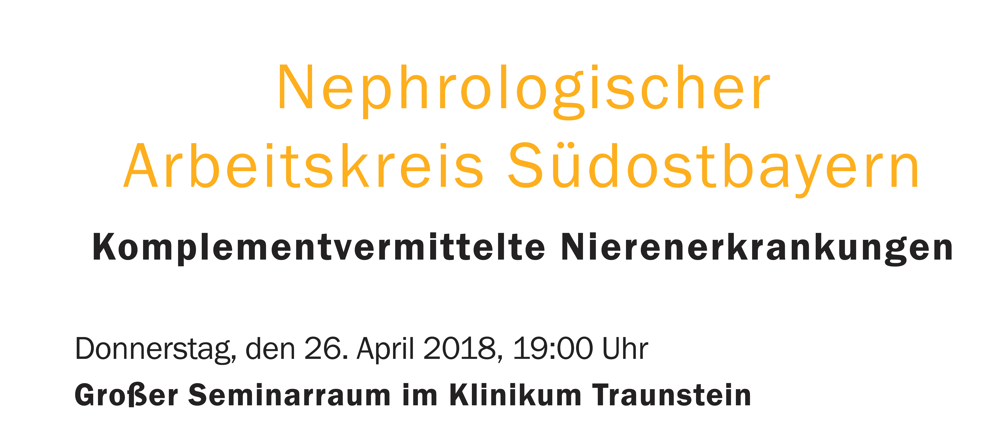 Nephrologischer
Arbeitskreis Südostbayern
Komplementvermittelte Nierenerkrankungen
Donnerstag, den 26. April 2018, 19:00 Uhr
Großer Seminarraum im Klinikum Traunstein